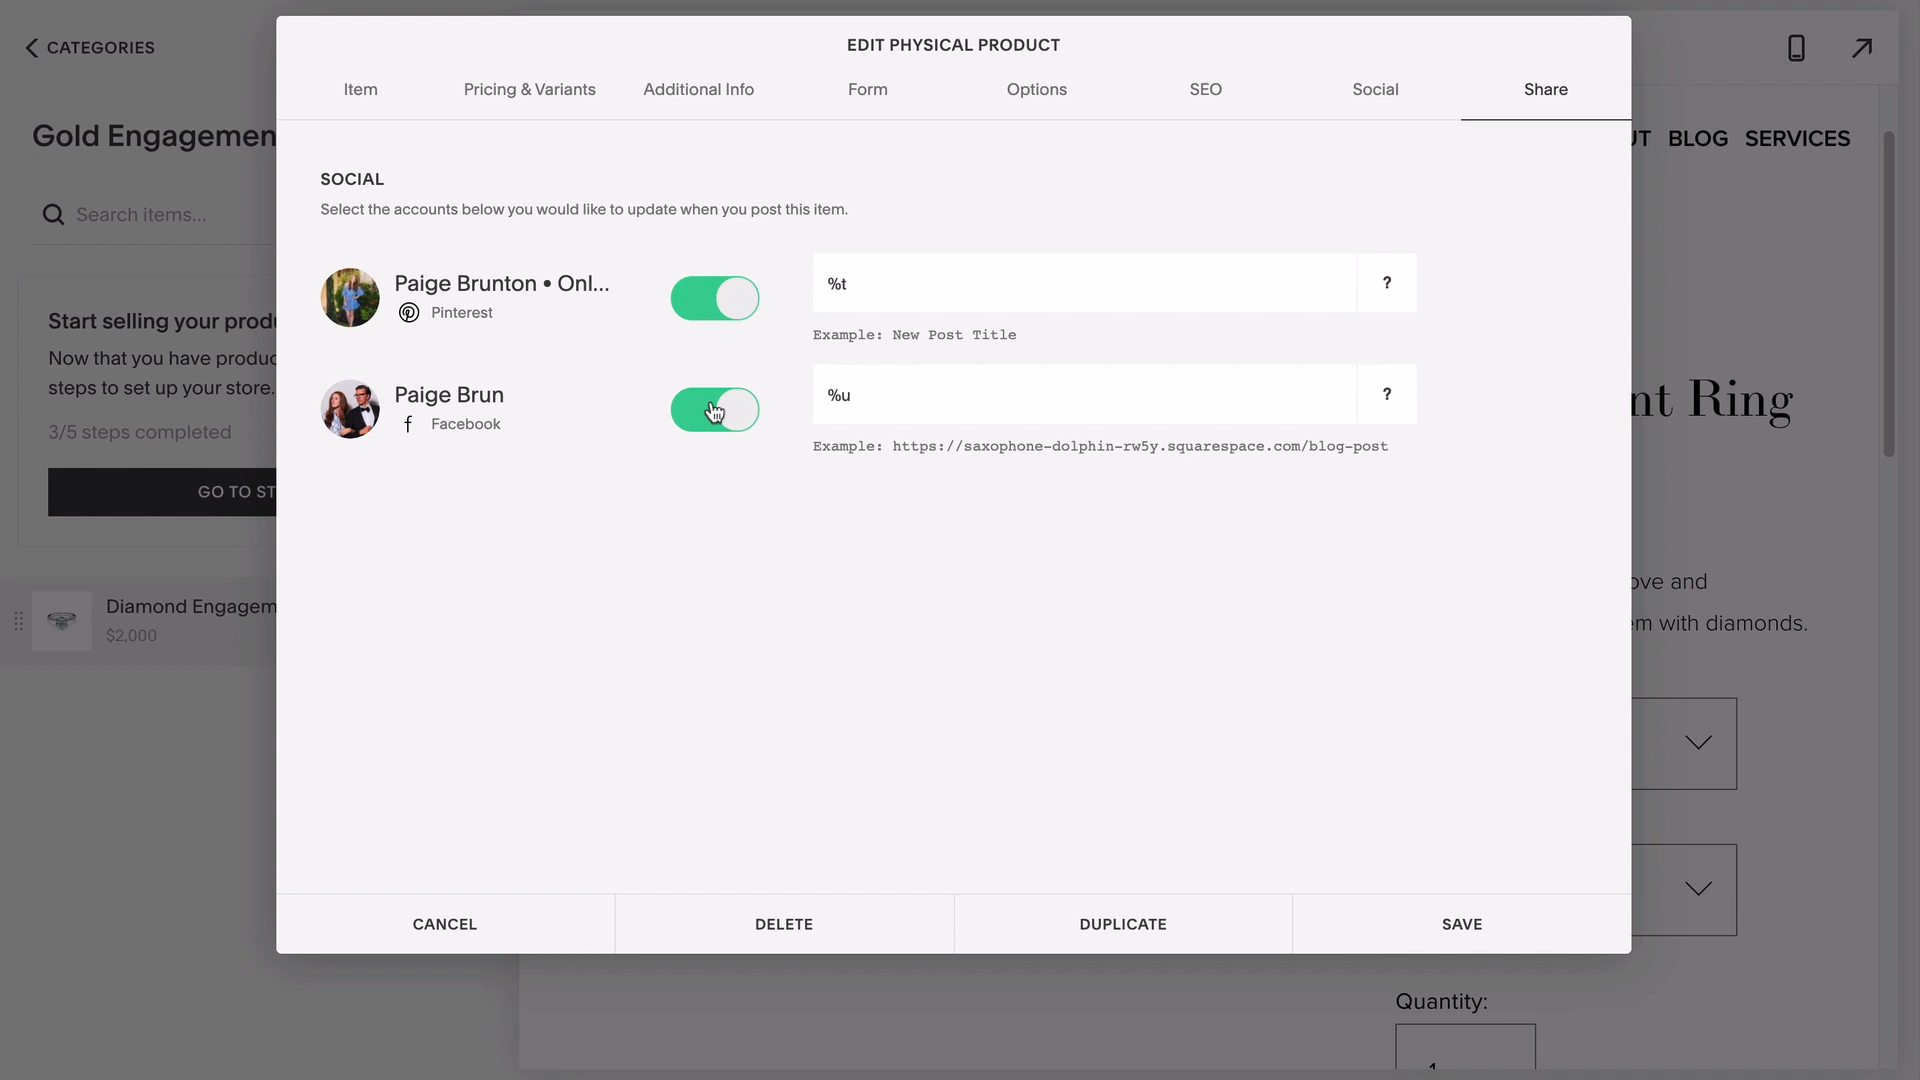 CATEGORIES
Gold Engagemen
Search items...
Start selling your produ
Now that you have produc
steps to set up your store.
3/5 steps completed
GO TO ST
Diamond Engagem
$2,000
EDIT PHYSICAL PRODUCT
Item
Pricing & Variants
Additional Info
Form
Options
SEO
Social
Share
SOCIAL
Select the accounts below you would like to update when you post this item.
Paige Brunton • Onl...
Pinterest
%t
?
Example: New Post Title
Paige Brun
Facebook
%u
?
Example: https://saxophone-dolphin-rw5y.squarespace.com/blog-post
CANCEL
DELETE
DUPLICATE
SAVE
UT BLOG SERVICES
nt Ring
ove and
em with diamonds.
Quantity:
1